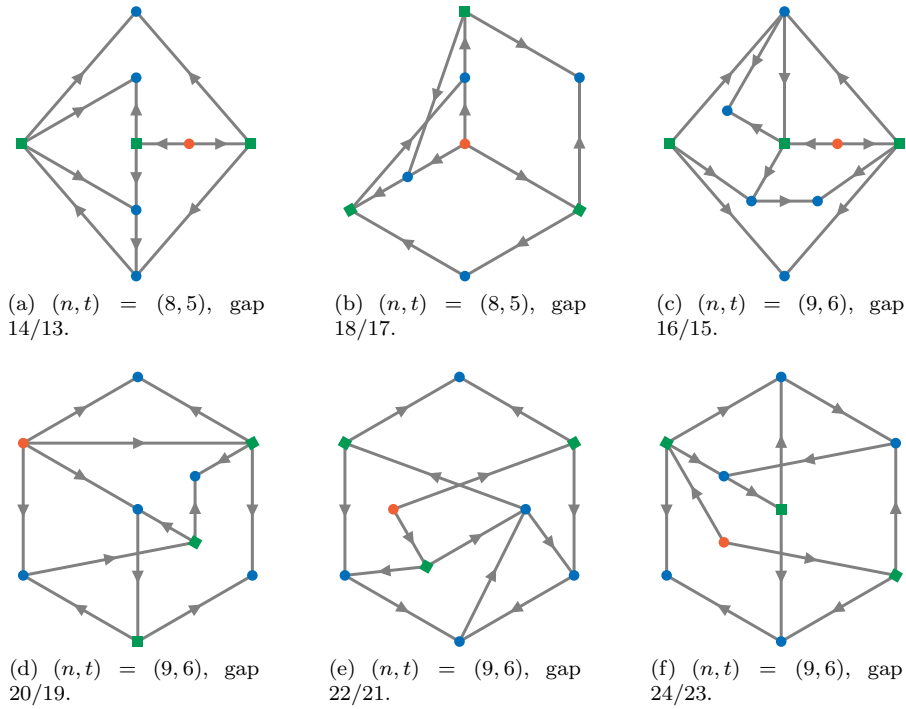 (a) (n, t) = (8, 5), gap
14/13.
(b) (n, t) = (8, 5), gap
18/17.
(c) (n, t) = (9, 6), gap
16/15.
(d) (n, t) = (9, 6), gap
20/19.
(e) (n, t) = (9, 6), gap
22/21.
(f) (n, t) = (9, 6), gap
24/23.